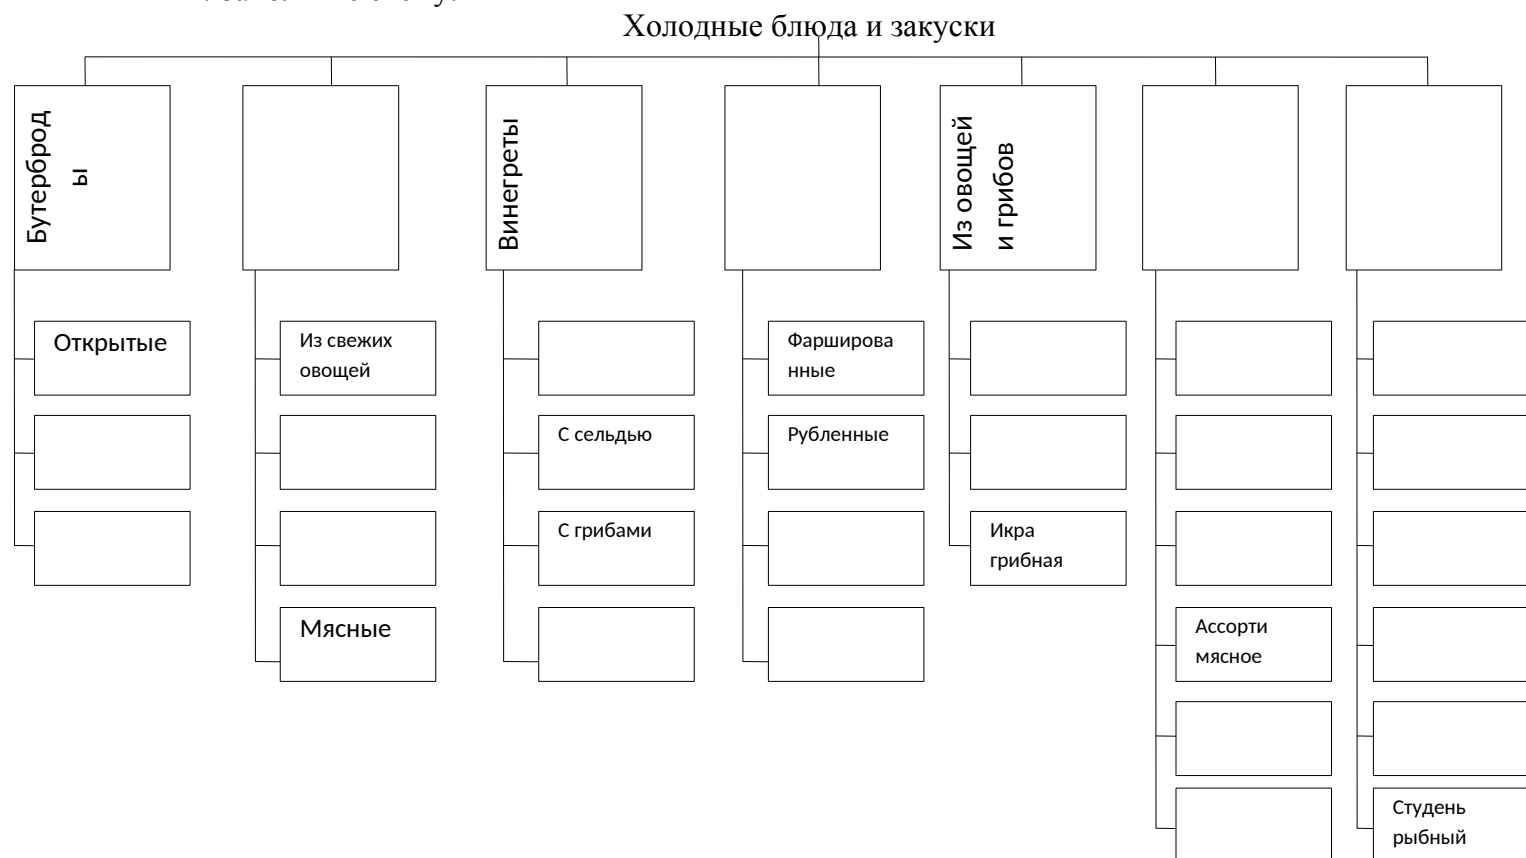 Холодные блюда и закуски
Бутерброд
ы
Винегреты
Из овощей
и грибов
Открытые
Из свежих
овощей
Фарширова
нные
С сельдью
Рубленные
С грибами
Икра
грибная
Мясные
Ассорти
мясное
Студень
рыбный